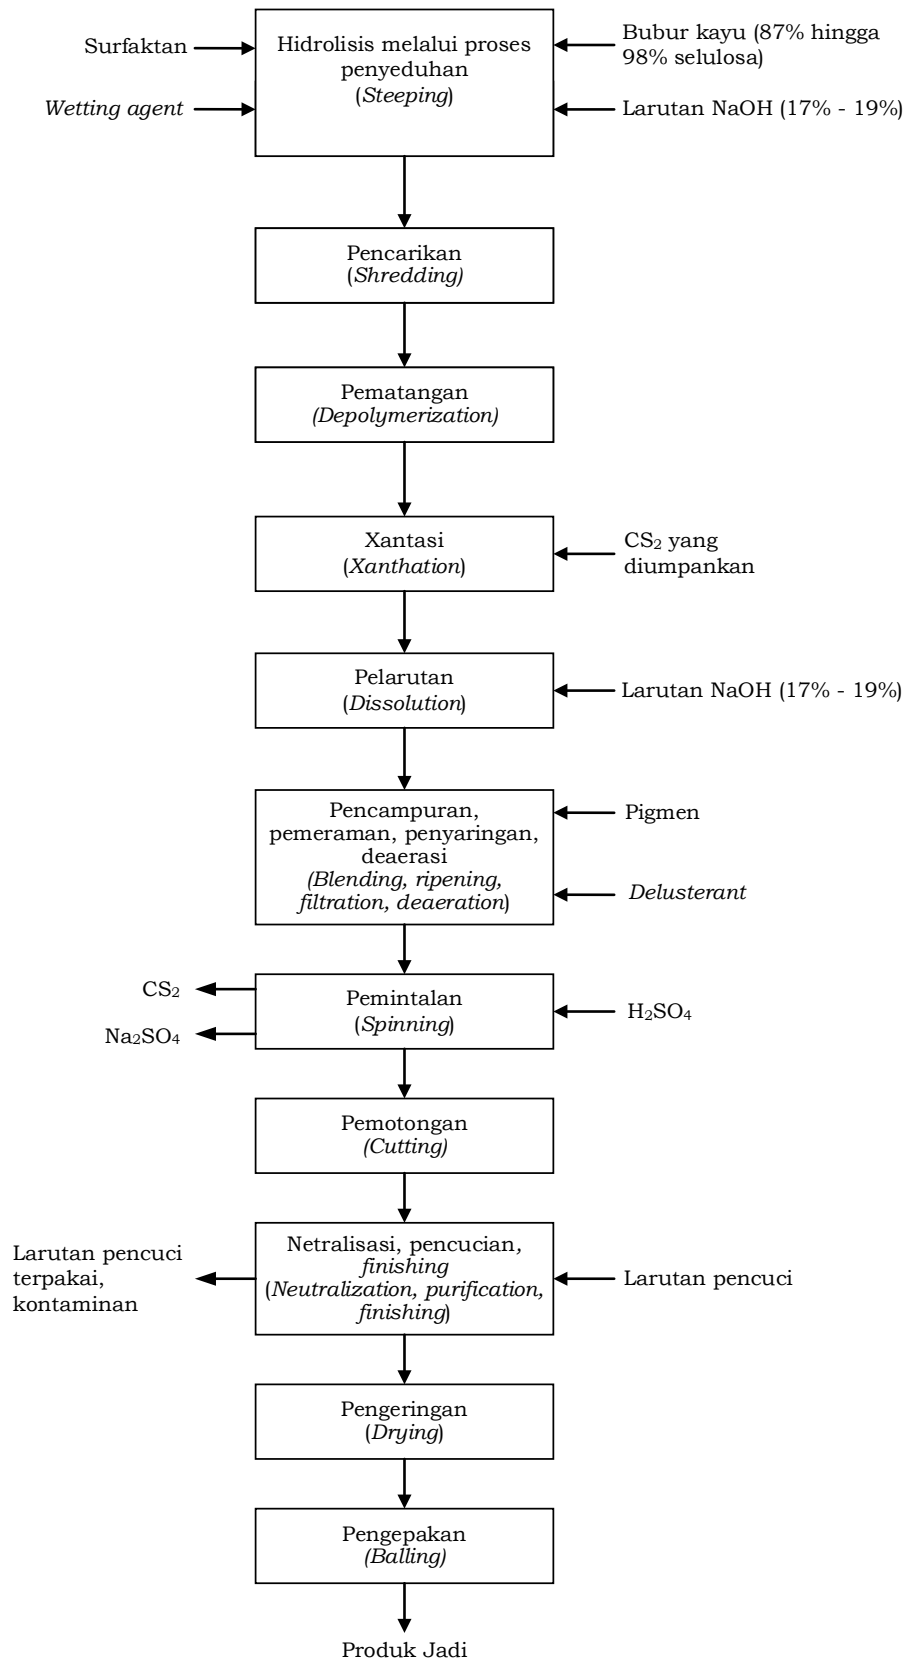 Surfaktan
Wetting agent
Hidrolisis melalui proses
penyeduhan
(Steeping)
Bubur kayu (87% hingga
98% selulosa)
Larutan NaOH (17% - 19%)
Pencarikan
(Shredding)
Pematangan
(Depolymerization)
Xantasi
(Xanthation)
CS₂ yang
diumpankan
Pelarutan
(Dissolution)
Larutan NaOH (17% - 19%)
Pencampuran,
pemeraman, penyaringan,
deaerasi
(Blending, ripening,
filtration, deaeration)
Pigmen
Delusterant
CS₂
Na₂SO₄
Pemintalan
(Spinning)
H₂SO₄
Pemotongan
(Cutting)
Larutan pencuci
terpakai,
kontaminan
Netralisasi, pencucian,
finishing
(Neutralization, purification,
finishing)
Larutan pencuci
Pengeringan
(Drying)
Pengepakan
(Balling)
Produk Jadi